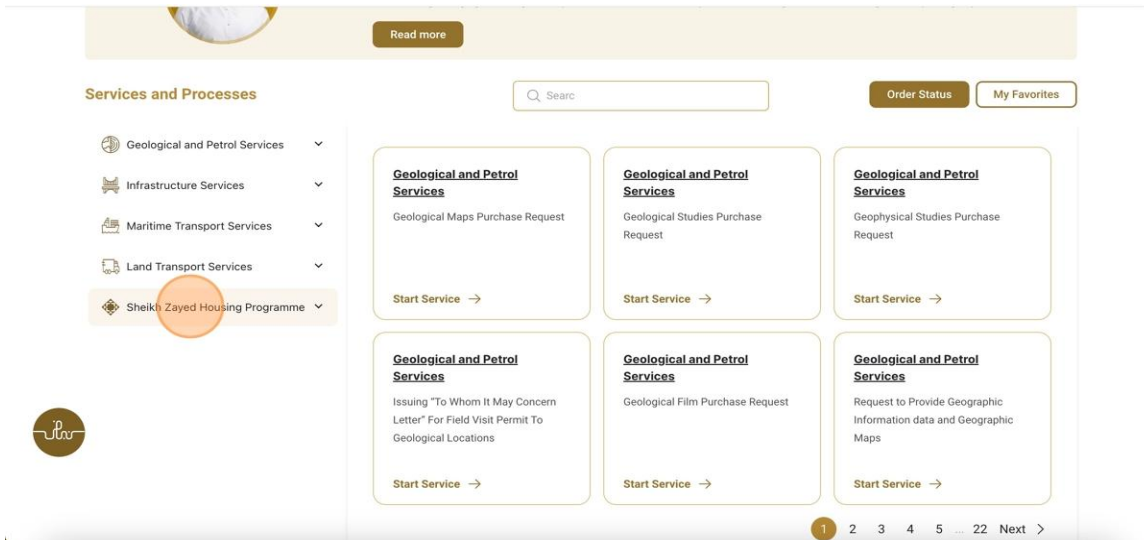 Read more
Services and Processes
Searc
Order Status
My Favorites
Geological and Petrol Services
Infrastructure Services
Maritime Transport Services
Land Transport Services
Sheikh Zayed Housing Programme
Geological and Petrol
Services
Geological Maps Purchase Request
Start Service →
Geological and Petrol
Services
Geological Studies Purchase
Request
Start Service →
Geological and Petrol
Services
Geophysical Studies Purchase
Request
Start Service →
Geological and Petrol
Services
Issuing "To Whom It May Concern
Letter" For Field Visit Permit To
Geological Locations
Start Service →
Geological and Petrol
Services
Geological Film Purchase Request
Start Service →
Geological and Petrol
Services
Request to Provide Geographic
Information data and Geographic
Maps
Start Service →
1 2 3 4 5 ... 22 Next >